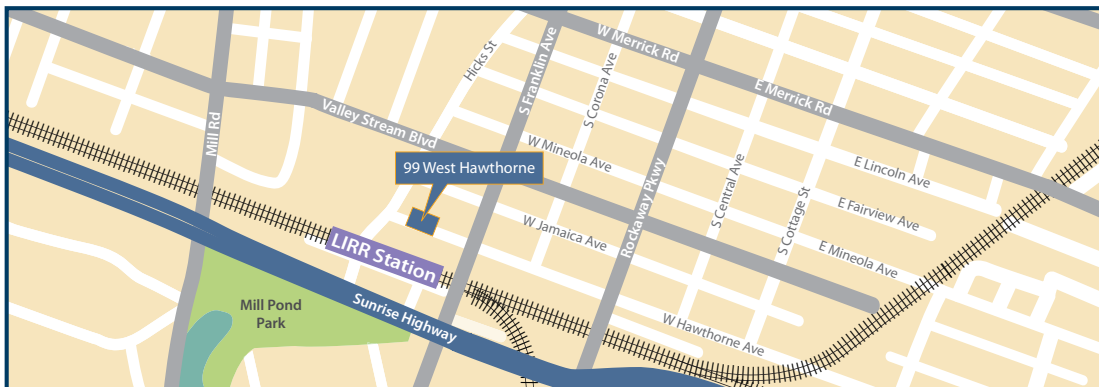 W Merrick Rd
Hicks St
S Franklin Ave
S Corona Ave
E Merrick Rd
Valley Stream Blvd
Mill Rd
W Mineola Ave
99 West Hawthorne
E Lincoln Ave
Rockaway Pkwy
S Central Ave
S Cottage St
E Fairview Ave
W Jamaica Ave
E Mineola Ave
LIRR Station
Mill Pond
Park
Sunrise Highway
W Hawthorne Ave